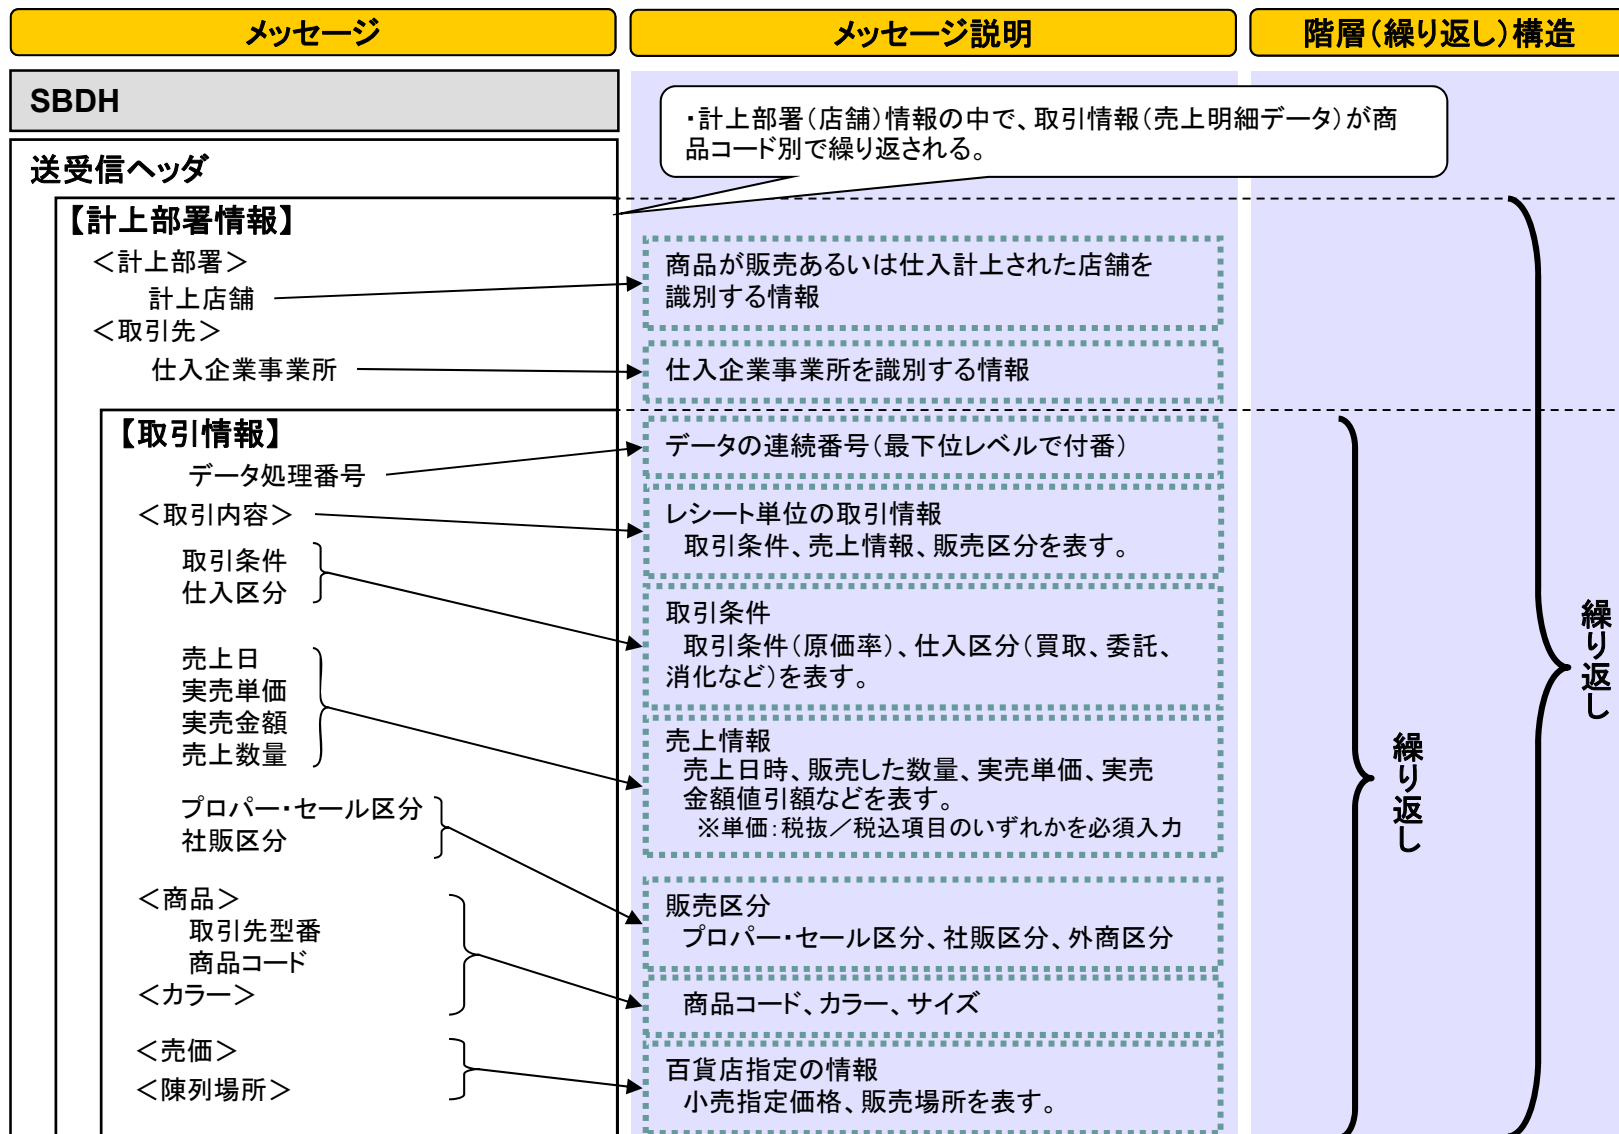 メッセージ
メッセージ説明
階層(繰り返し)構造
SBDH
・計上部署(店舗)情報の中で、取引情報(売上明細データ)が商
品コード別で繰り返される。
送受信ヘッダ
【計上部署情報】
＜計上部署＞
計上店舗
＜取引先＞
仕入企業事業所
商品が販売あるいは仕入計上された店舗を
識別する情報
仕入企業事業所を識別する情報
【取引情報】
データ処理番号
データの連続番号(最下位レベルで付番)
＜取引内容＞
レシート単位の取引情報
取引条件、売上情報、販売区分を表す。
取引条件
仕入区分
取引条件
取引条件(原価率)、仕入区分(買取、委託、
消化など)を表す。
売上日
実売単価
実売金額
売上数量
売上情報
売上日時、販売した数量、実売単価、実売
金額値引額などを表す。
※単価:税抜／税込項目のいずれかを必須入力
プロパー・セール区分
社販区分
販売区分
プロパー・セール区分、社販区分、外商区分
＜商品＞
取引先型番
商品コード
＜カラー＞
商品コード、カラー、サイズ
＜売価＞
＜陳列場所＞
百貨店指定の情報
小売指定価格、販売場所を表す。
繰り返し
繰り返し